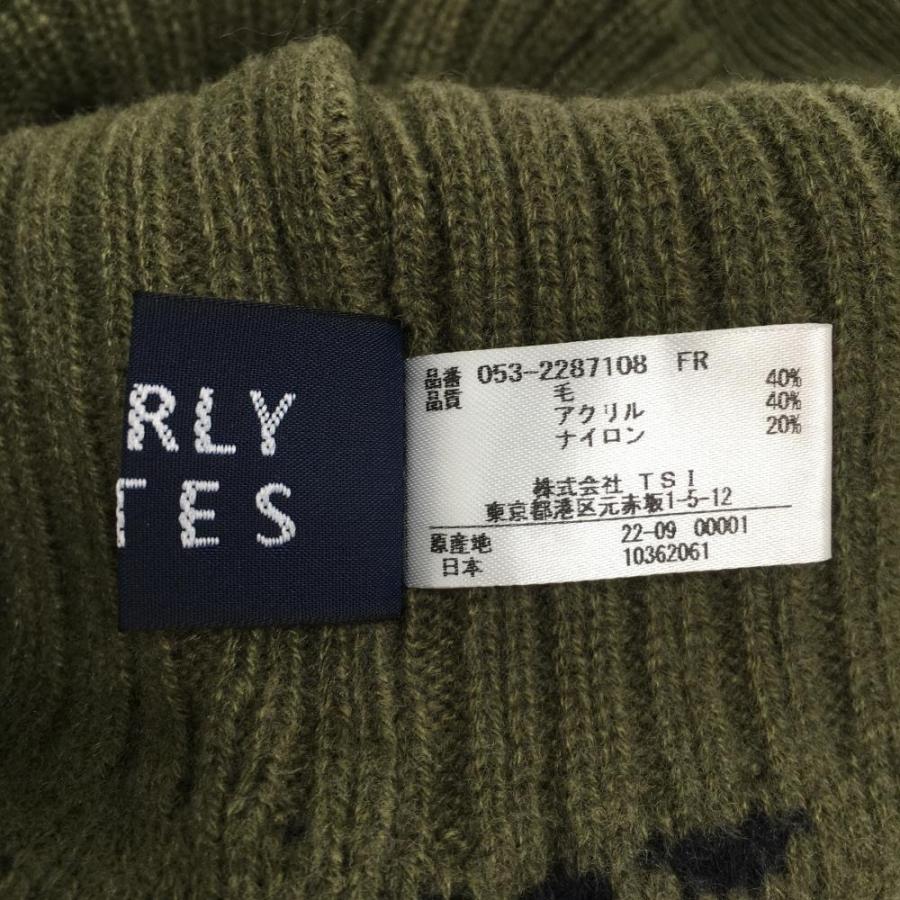 RLY
TES
品番 053-2287108 FR
品質 毛 40%
アクリル 40%
ナイロン 20%
株式会社 TSI
東京都港区元赤坂1-5-12
原産地 22-09 00001
日本 10362061